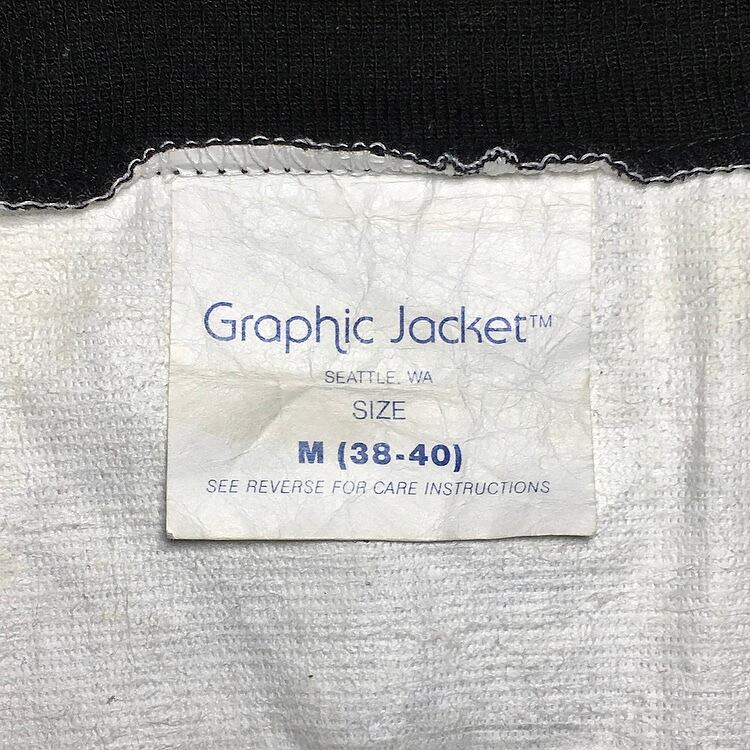 Graphic Jacket™
SEATTLE, WA
SIZE
M (38-40)
SEE REVERSE FOR CARE INSTRUCTIONS